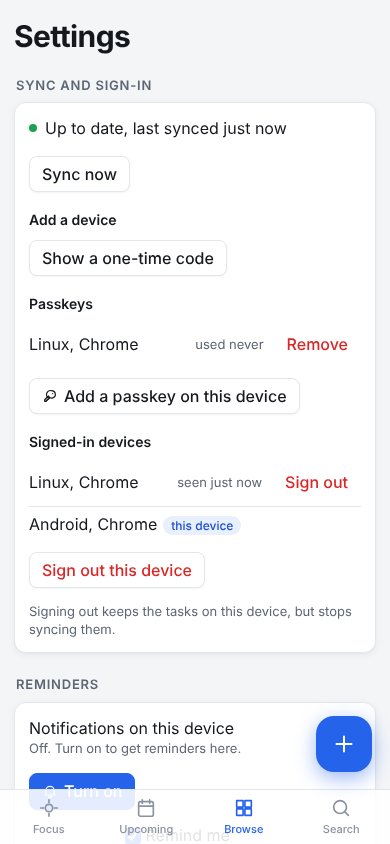 Settings
SYNC AND SIGN-IN
Up to date, last synced just now
Sync now
Add a device
Show a one-time code
Passkeys
Linux, Chrome used never Remove
Add a passkey on this device
Signed-in devices
Linux, Chrome seen just now Sign out
Android, Chrome this device
Sign out this device
Signing out keeps the tasks on this device, but stops
syncing them.
REMINDERS
Notifications on this device
Off. Turn on to get reminders here.
Turn on
Focus Upcoming Browse Search
Remind me